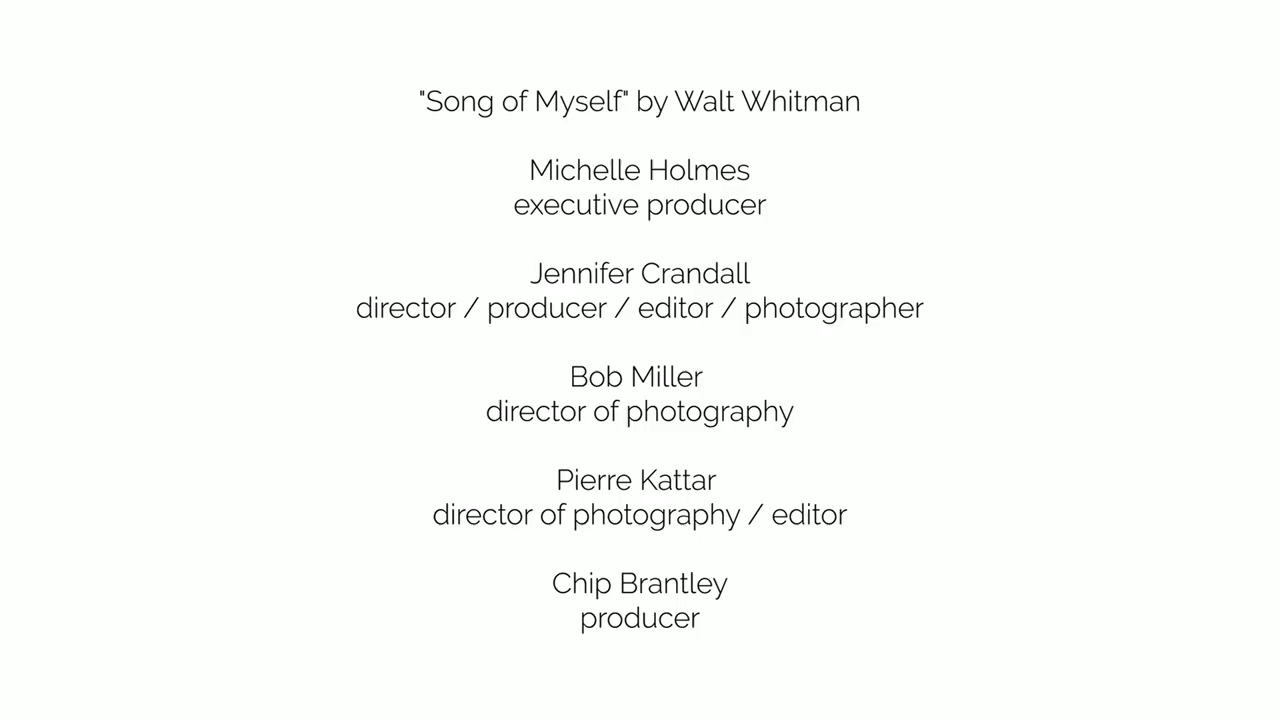 "Song of Myself" by Walt Whitman
Michelle Holmes
executive producer
Jennifer Crandall
director / producer / editor / photographer
Bob Miller
director of photography
Pierre Kattar
director of photography / editor
Chip Brantley
producer